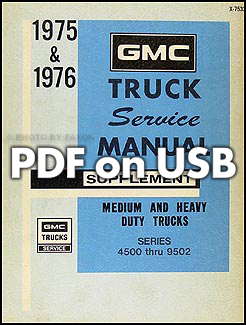 X-7532
1975
&
1976
GMC
TRUCK
Service
MANUAL
PDF on USB
SUPPLEMENT
MEDIUM AND HEAVY
DUTY TRUCKS
SERIES
4500 thru 9502
GMC
TRUCKS
SERVICE